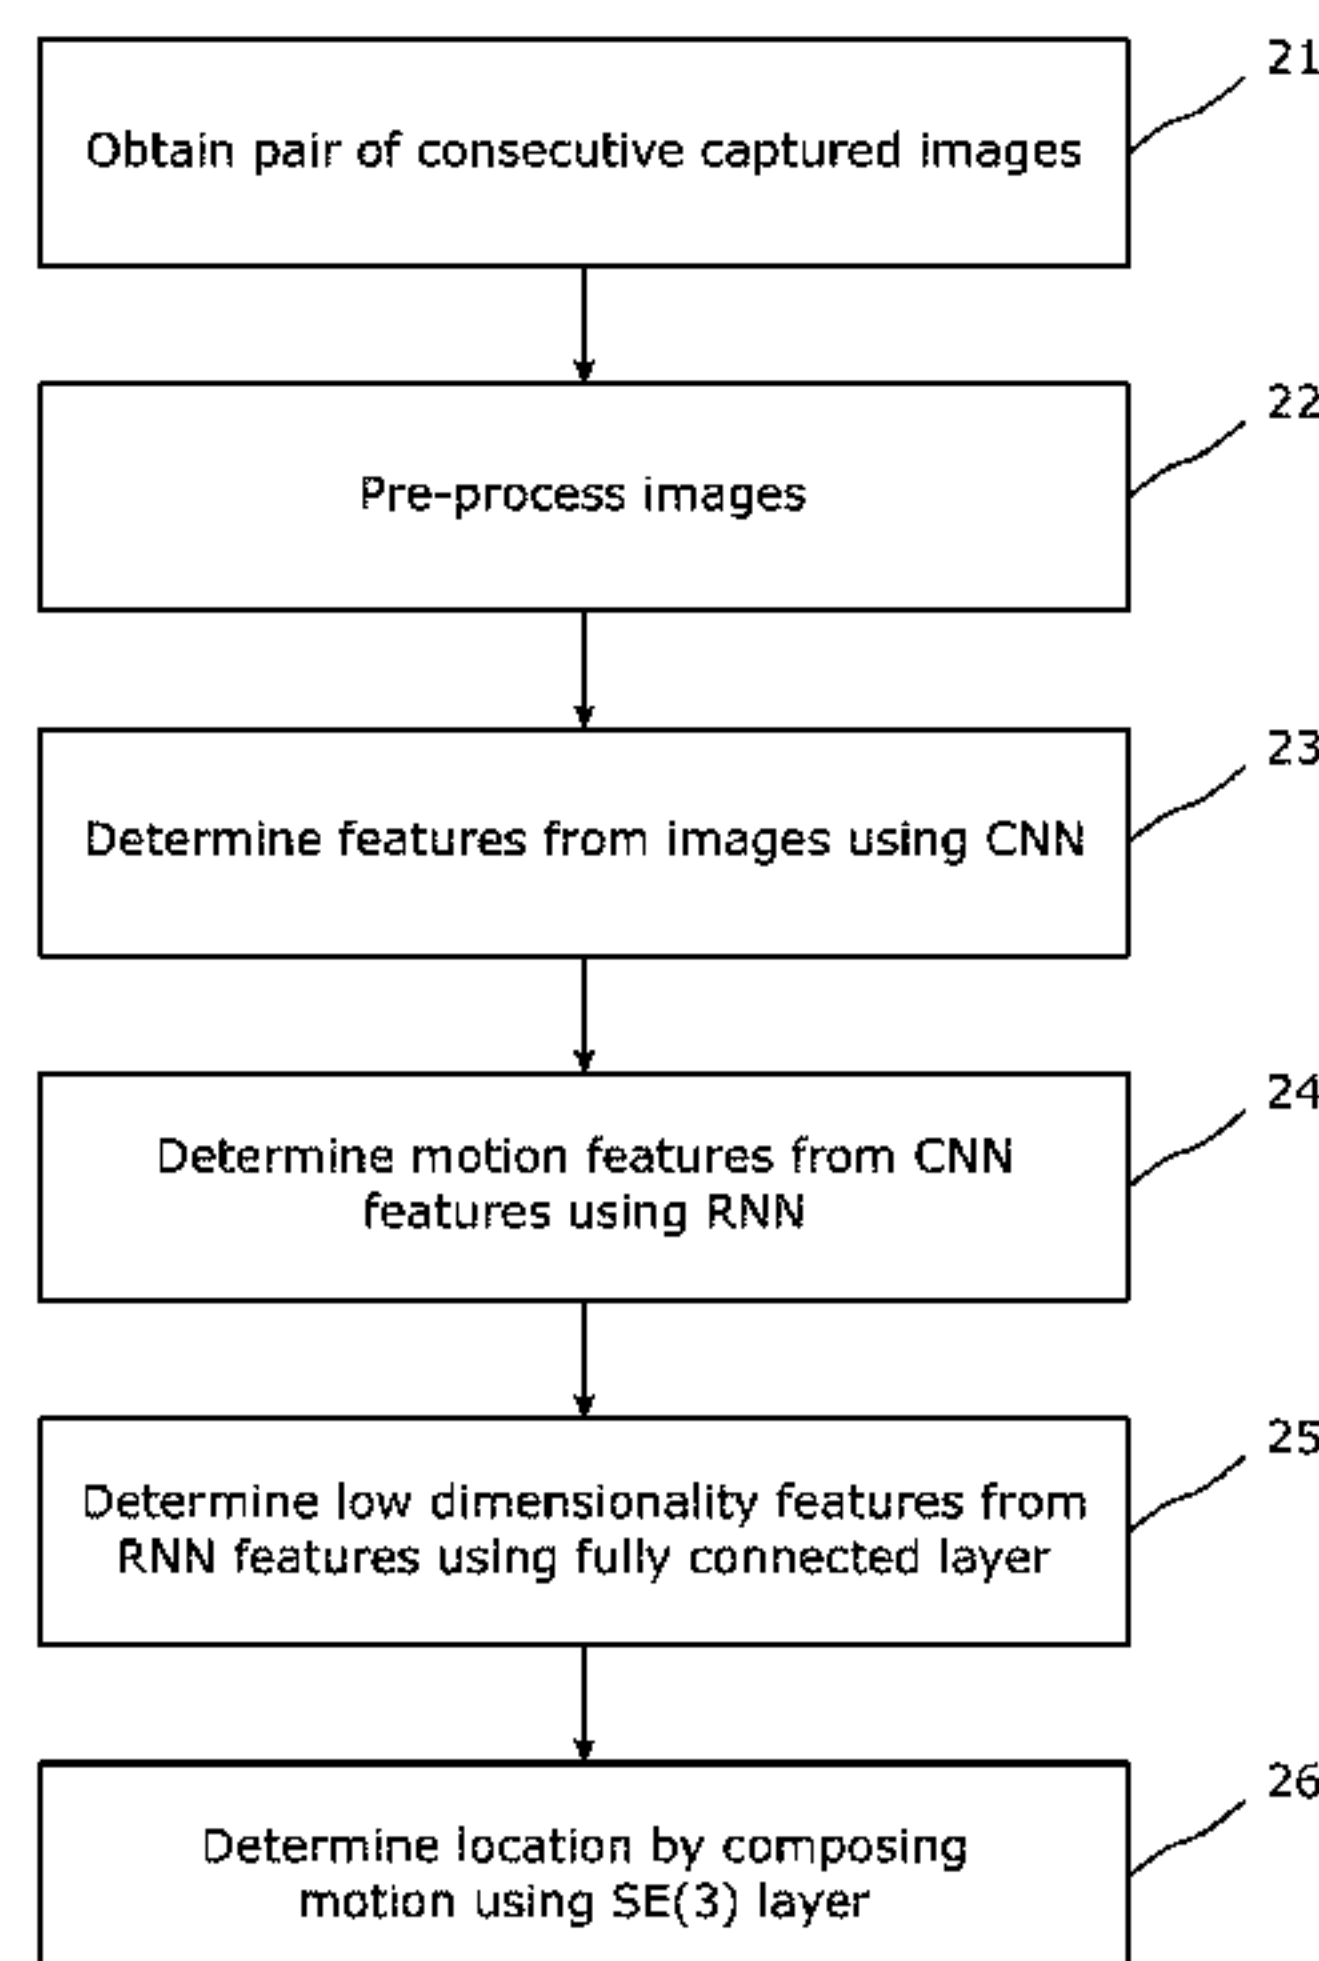 21
Obtain pair of consecutive captured images
22
Pre-process images
23
Determine features from images using CNN
24
Determine motion features from CNN
features using RNN
25
Determine low dimensionality features from
RNN features using fully connected layer
26
Determine location by composing
motion using SE(3) layer